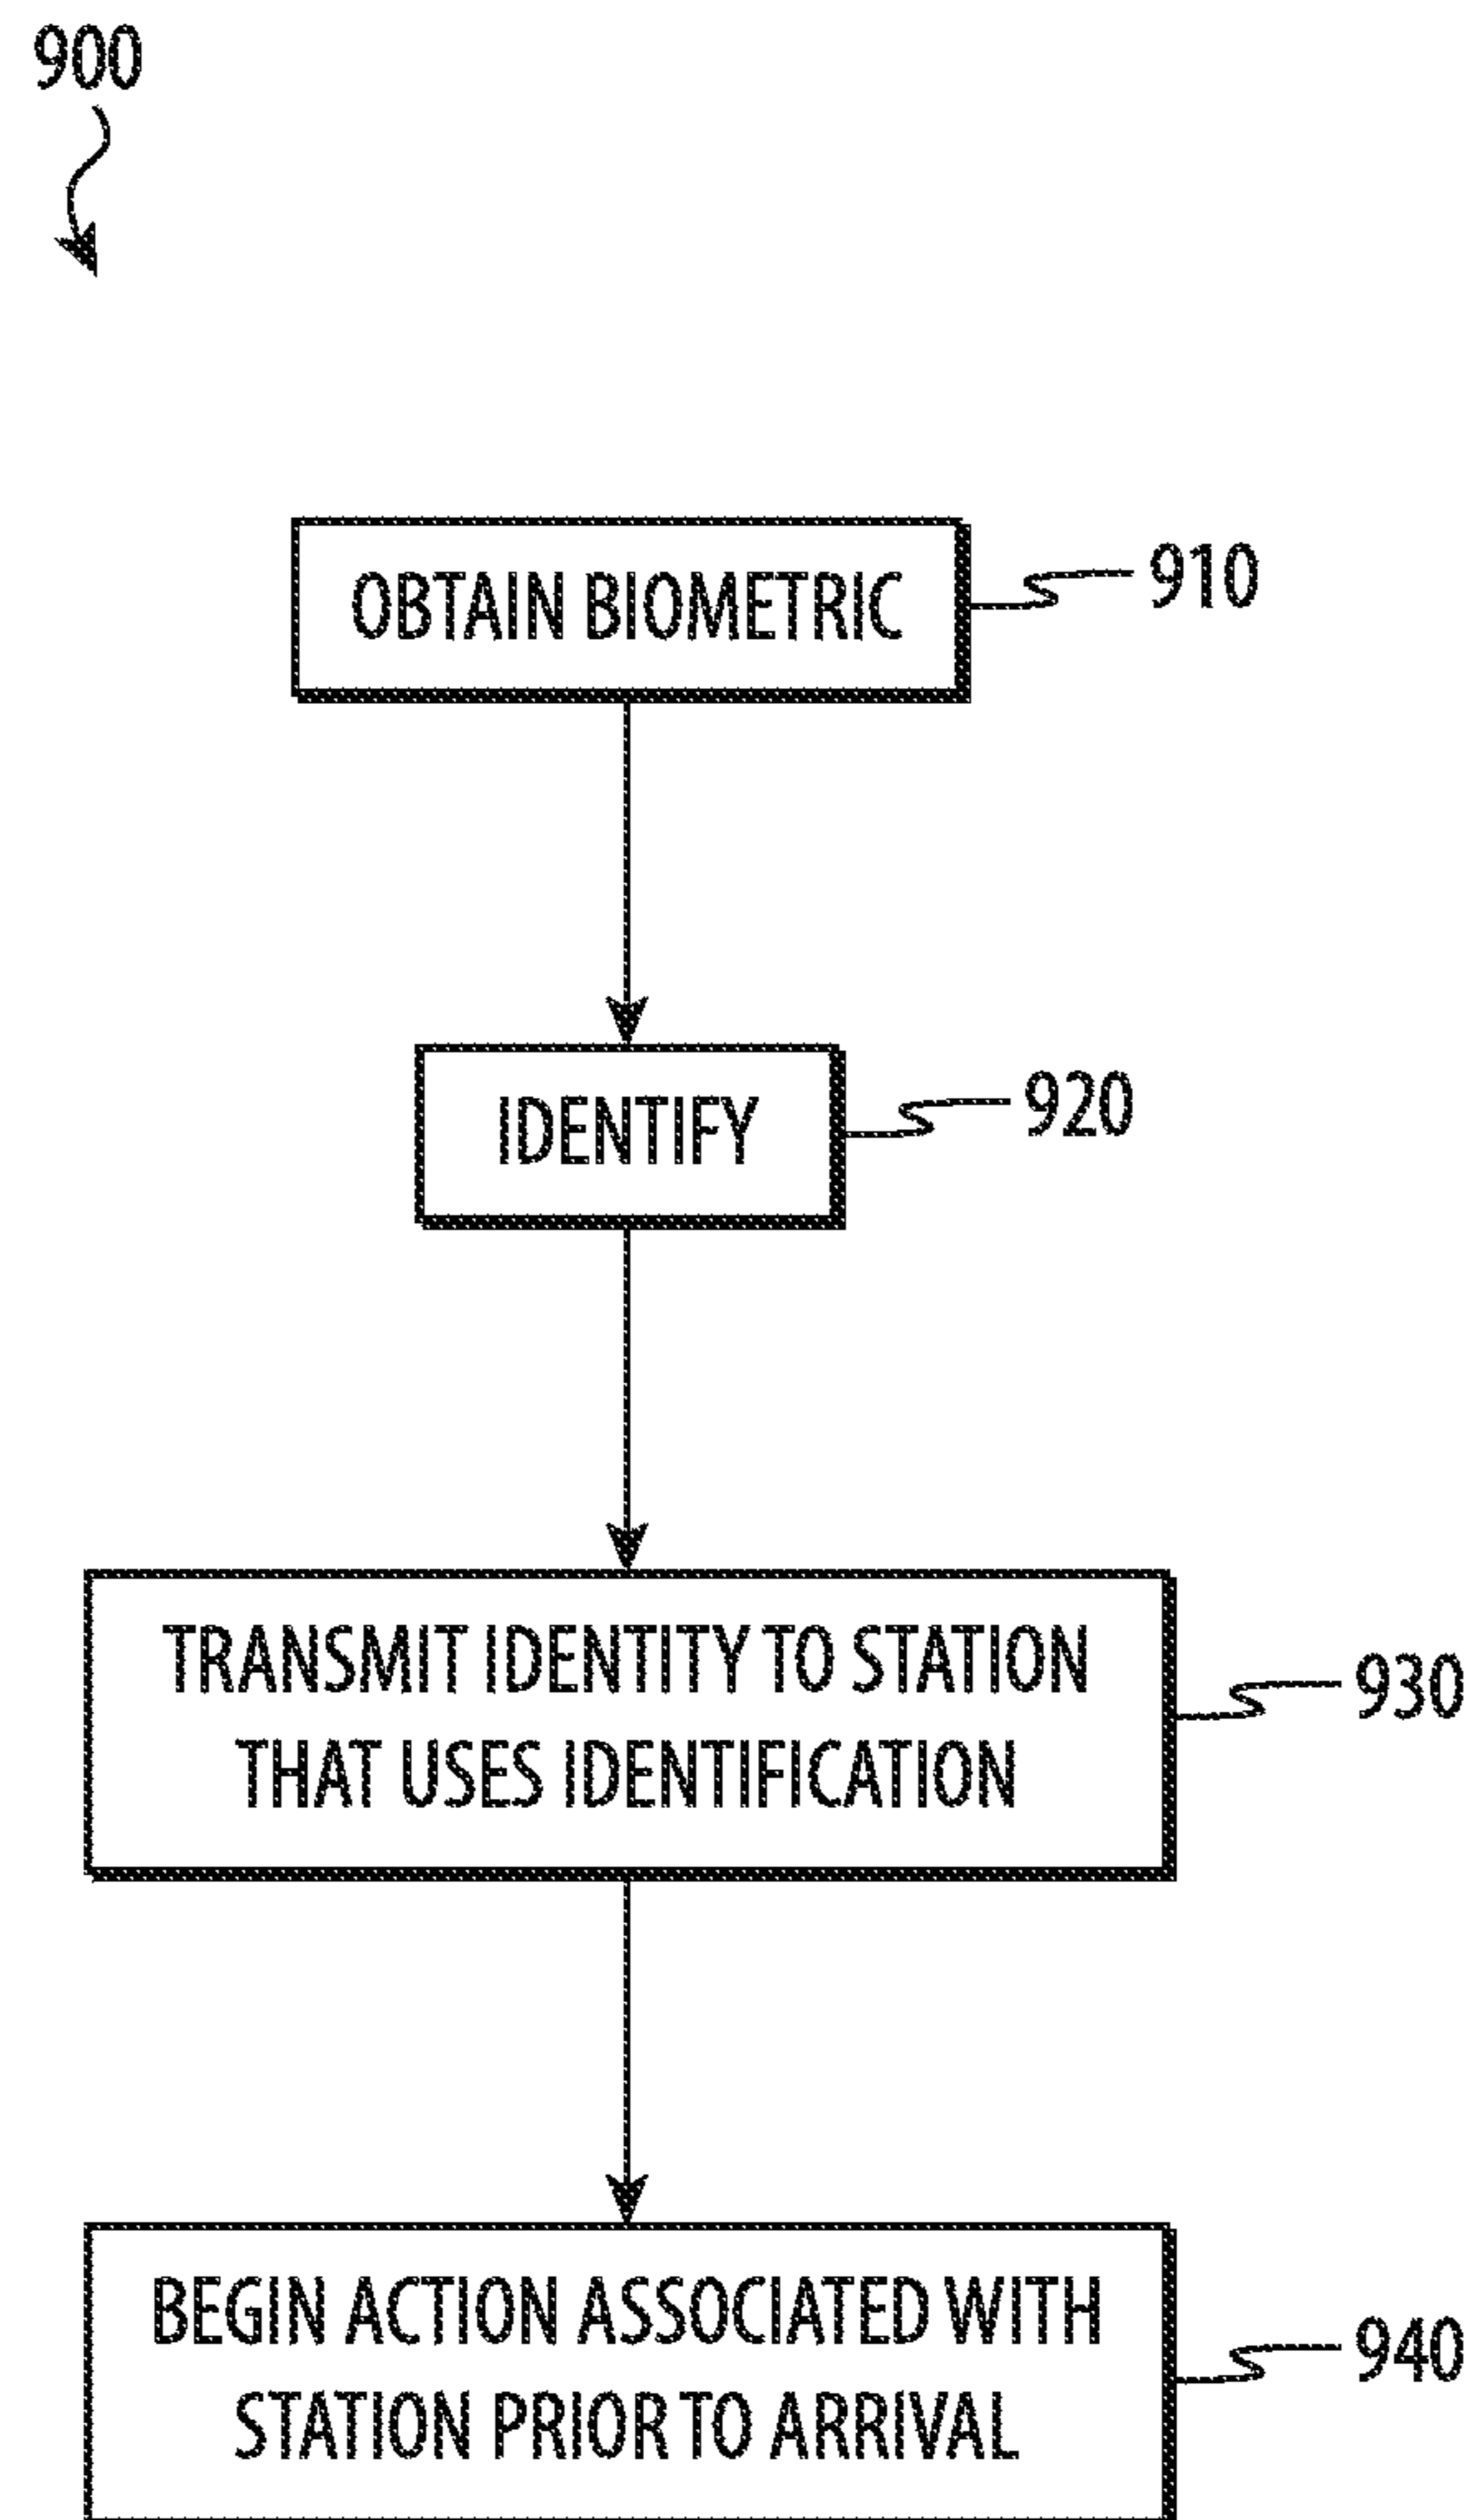 900
OBTAIN BIOMETRIC
910
IDENTIFY
920
TRANSMIT IDENTITY TO STATION
THAT USES IDENTIFICATION
930
BEGIN ACTION ASSOCIATED WITH
STATION PRIOR TO ARRIVAL
940